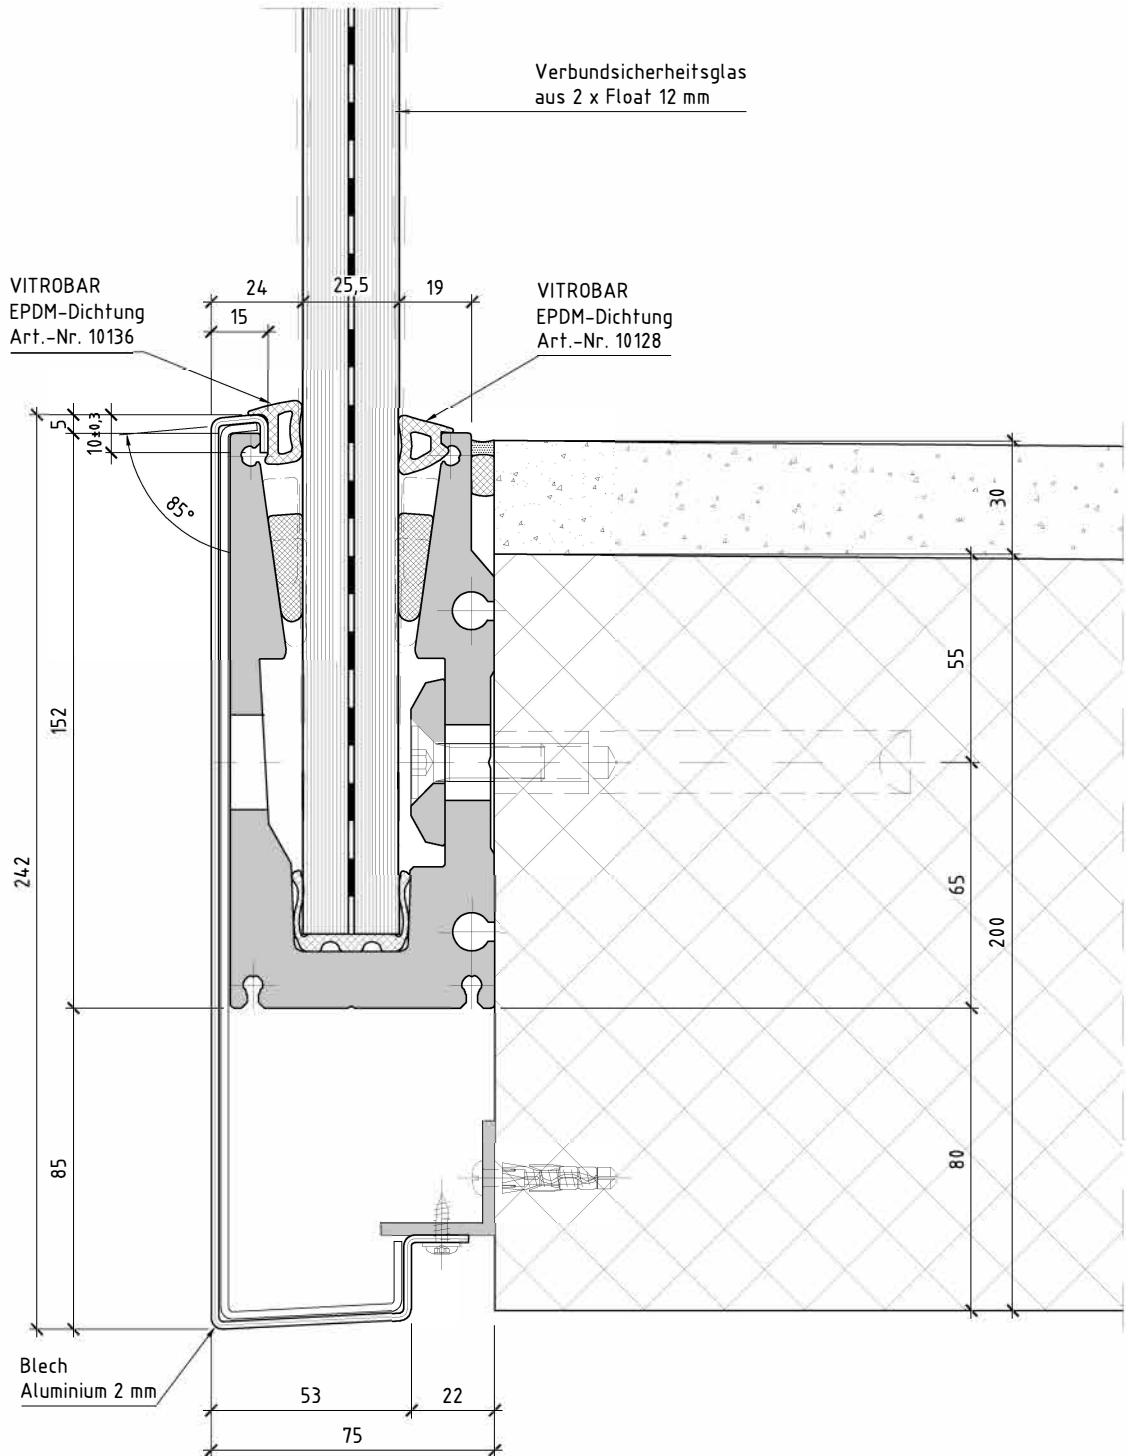 Verbundsicherheitsglas
aus 2 x Float 12 mm
VITROBAR
EPDM-Dichtung
Art.-Nr. 10136
24
25,5
19
15
VITROBAR
EPDM-Dichtung
Art.-Nr. 10128
5
10±0,3
85°
30
55
152
242
65
200
85
80
Blech
Aluminium 2 mm
53
22
75